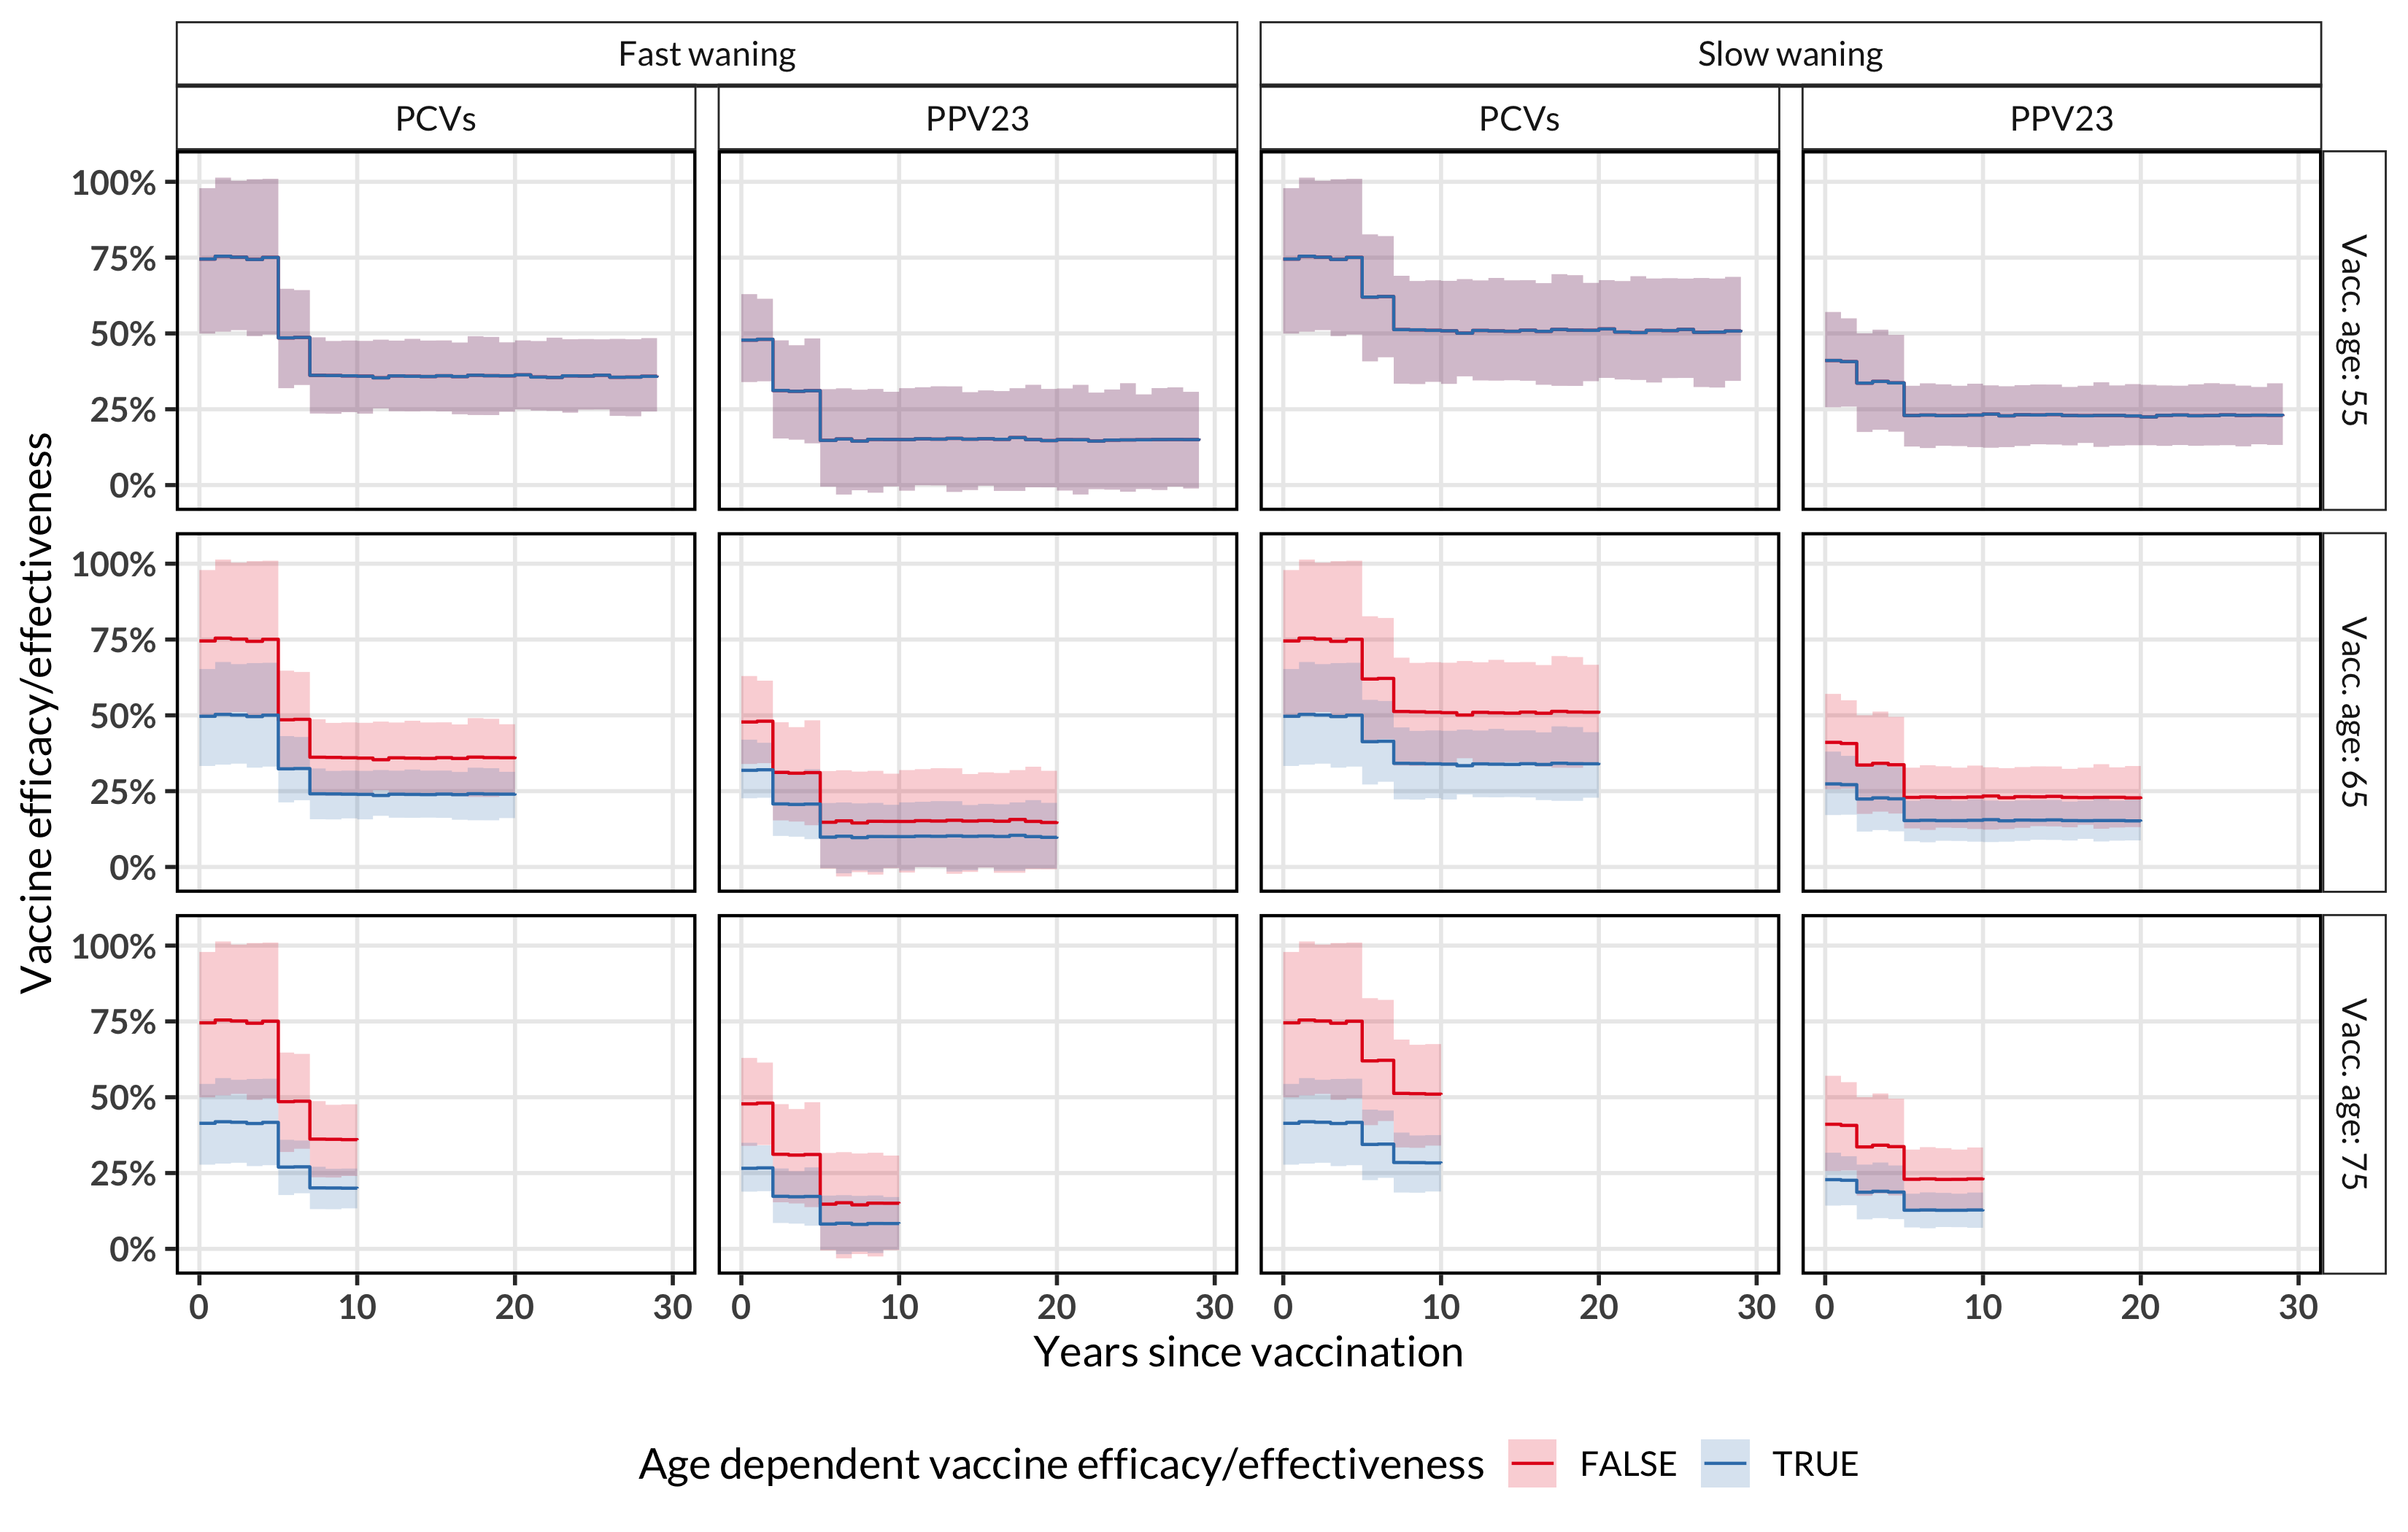 Fast waning
Slow waning
PCVs
PPV23
PCVs
PPV23
Vaccine efficacy/effectiveness
100%
75%
50%
25%
0%
Vacc. age: 55
100%
75%
50%
25%
0%
Vacc. age: 65
100%
75%
50%
25%
0%
Vacc. age: 75
0 10 20 30
0 10 20 30
0 10 20 30
0 10 20 30
Years since vaccination
Age dependent vaccine efficacy/effectiveness FALSE TRUE